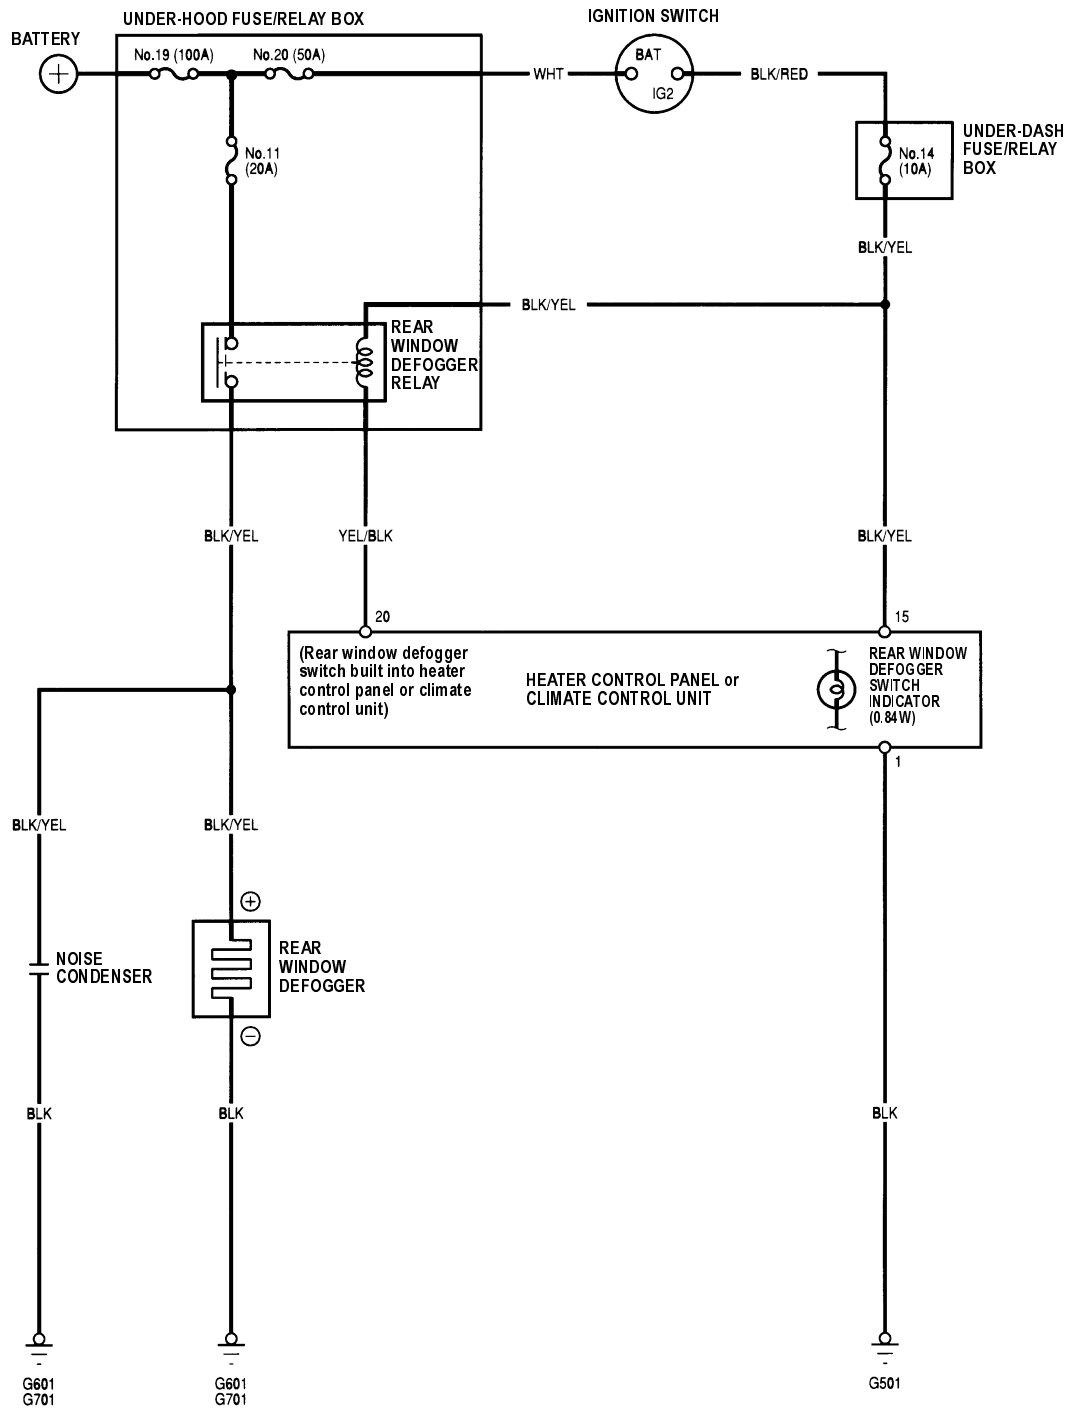 UNDER-HOOD FUSE/RELAY BOX
IGNITION SWITCH
BATTERY
No.19 (100A)
No.20 (50A)
WHT
BAT
IG2
BLK/RED
UNDER-DASH
FUSE/RELAY
BOX
No.11
(20A)
No.14
(10A)
BLK/YEL
BLK/YEL
REAR
WINDOW
DEFOGGER
RELAY
BLK/YEL
YEL/BLK
BLK/YEL
20
15
(Rear window defogger
switch built into heater
control panel or climate
control unit)
HEATER CONTROL PANEL or
CLIMATE CONTROL UNIT
REAR WINDOW
DEFOGGER
SWITCH
INDICATOR
(0.84W)
1
BLK/YEL
BLK/YEL
+
NOISE
CONDENSER
REAR
WINDOW
DEFOGGER
−
BLK
BLK
BLK
G601
G701
G601
G701
G501